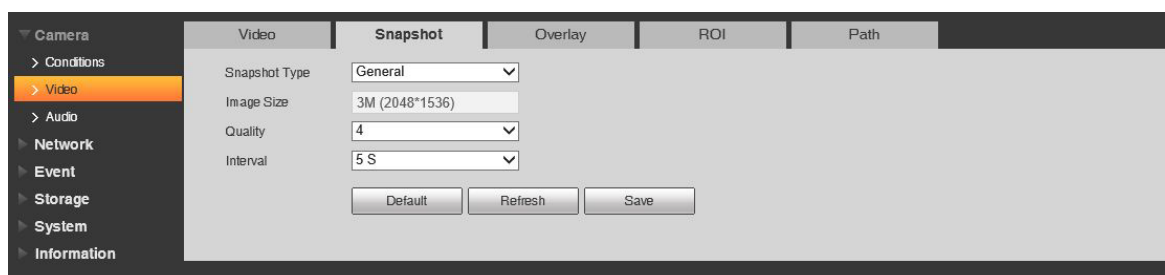 Camera
Conditions
Video
Audio
Network
Event
Storage
System
Information
Video Snapshot Overlay ROI Path
Snapshot Type General
Image Size 3M (2048*1536)
Quality 4
Interval 5 S
Default Refresh Save